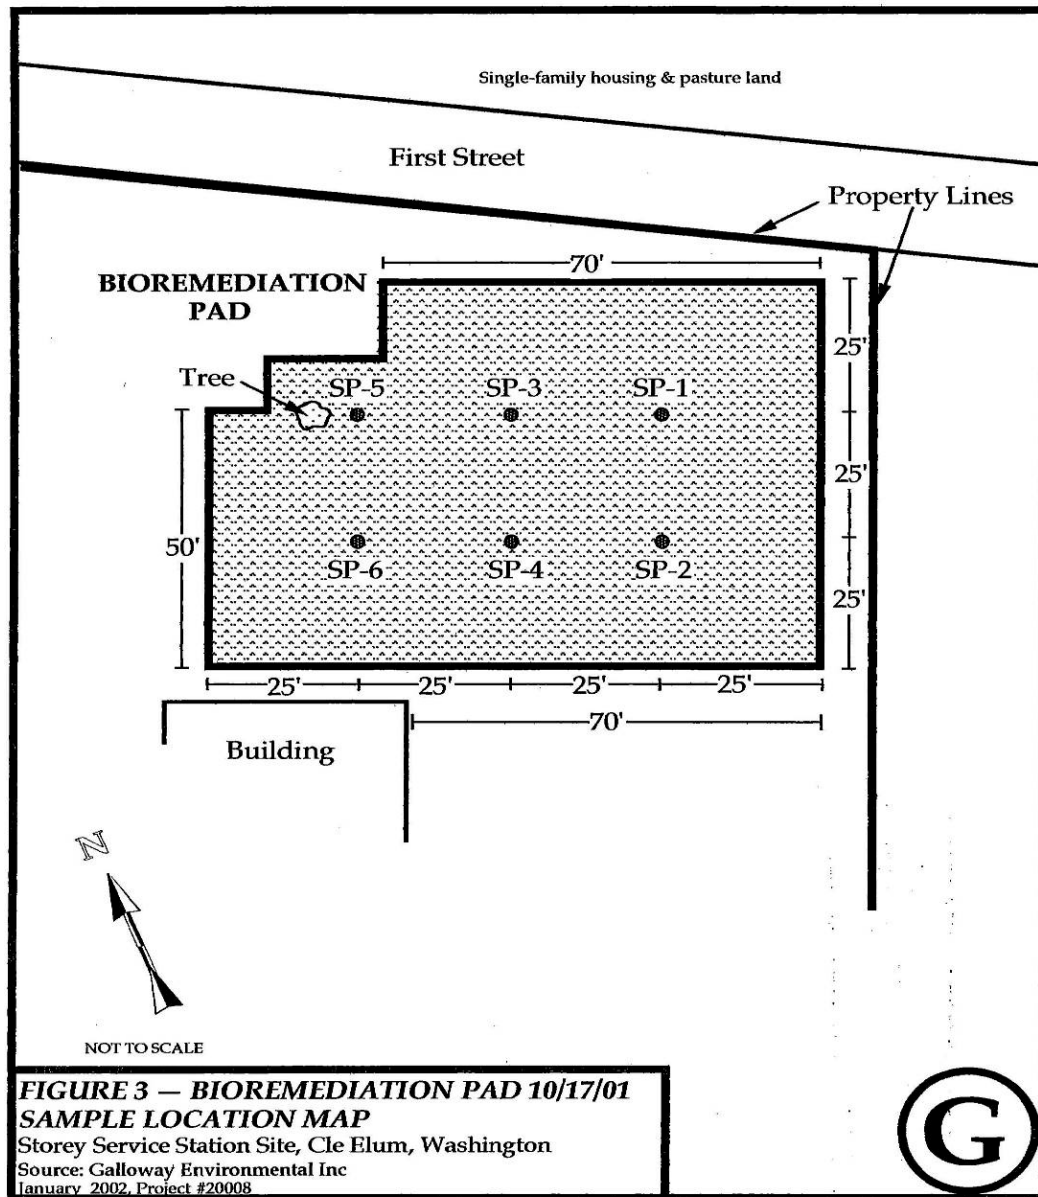 Single-family housing & pasture land
First Street
Property Lines
70'
BIOREMEDIATION
PAD
25'
Tree
SP-5
SP-3
SP-1
25'
50'
SP-6
SP-4
SP-2
25'
25'
25'
25'
25'
70'
Building
N
NOT TO SCALE
FIGURE 3 — BIOREMEDIATION PAD 10/17/01
SAMPLE LOCATION MAP
Storey Service Station Site, Cle Elum, Washington
Source: Galloway Environmental Inc
January 2002, Project #20008
G